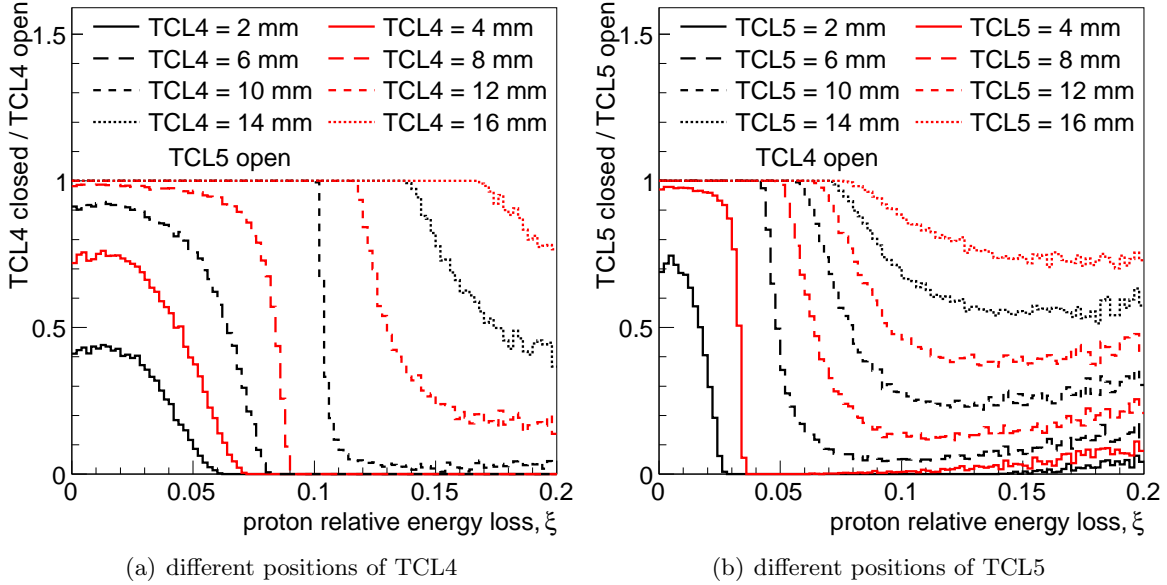 TCL4 closed / TCL4 open
1.5
1
0.5
0
TCL4 = 2 mm
TCL4 = 4 mm
TCL4 = 6 mm
TCL4 = 8 mm
TCL4 = 10 mm
TCL4 = 12 mm
TCL4 = 14 mm
TCL4 = 16 mm
TCL5 open
0 0.05 0.1 0.15 0.2
proton relative energy loss, ξ
(a) different positions of TCL4
TCL5 closed / TCL5 open
1.5
1
0.5
0
TCL5 = 2 mm
TCL5 = 4 mm
TCL5 = 6 mm
TCL5 = 8 mm
TCL5 = 10 mm
TCL5 = 12 mm
TCL5 = 14 mm
TCL5 = 16 mm
TCL4 open
0 0.05 0.1 0.15 0.2
proton relative energy loss, ξ
(b) different positions of TCL5